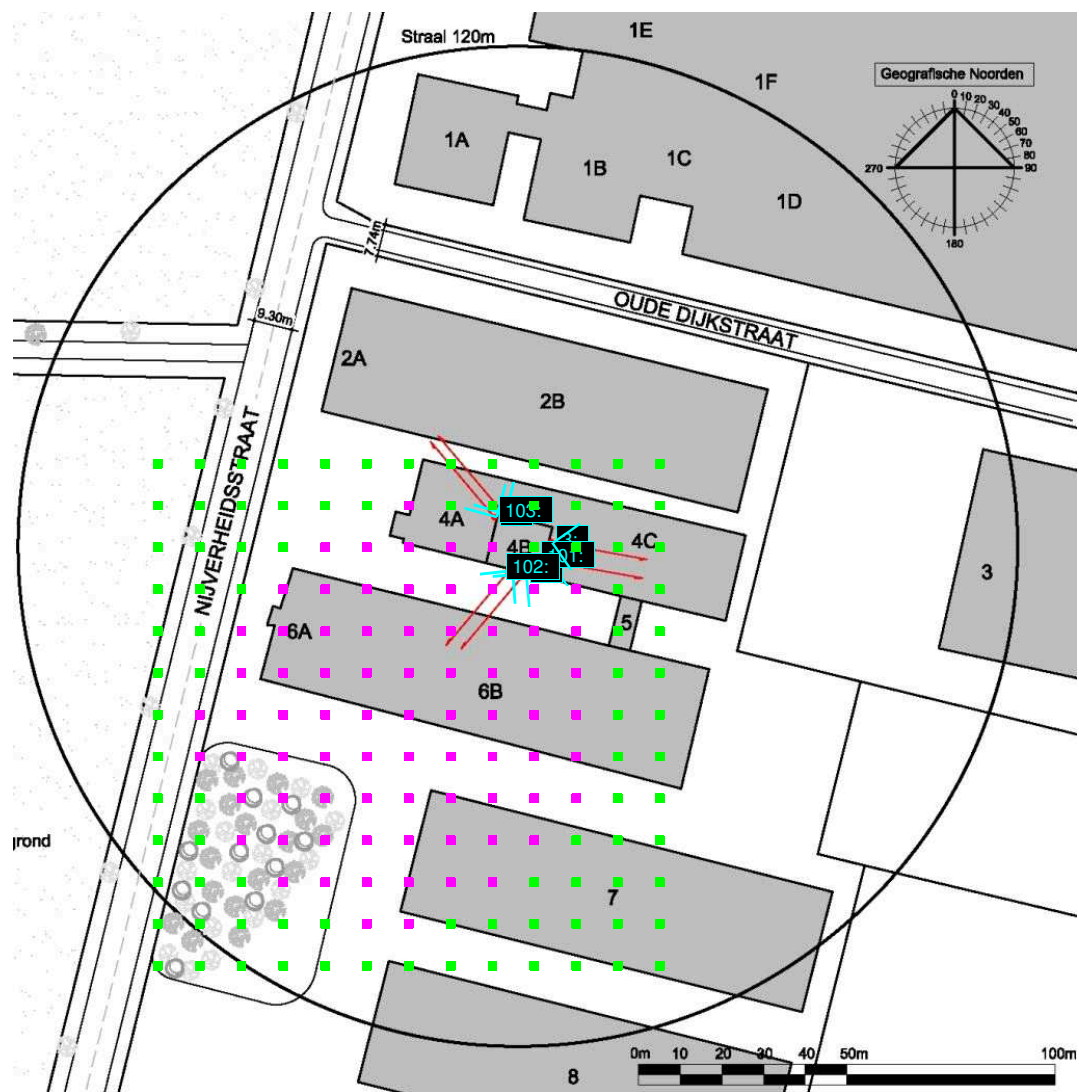 1E
Straal 120m
Geografische Noorden
1F
0 10 20 30 40 50 60 70 80 90
270
180
1A
1C
1B
1D
7.74m
OUDE DIJKSTRAAT
9.30m
2A
2B
NIJVERHEIDSSTRAAT
103:
4A
4B
4C
3:
101:
102:
3
5
6A
6B
grond
7
0m 10 20 30 40 50m 100m
8